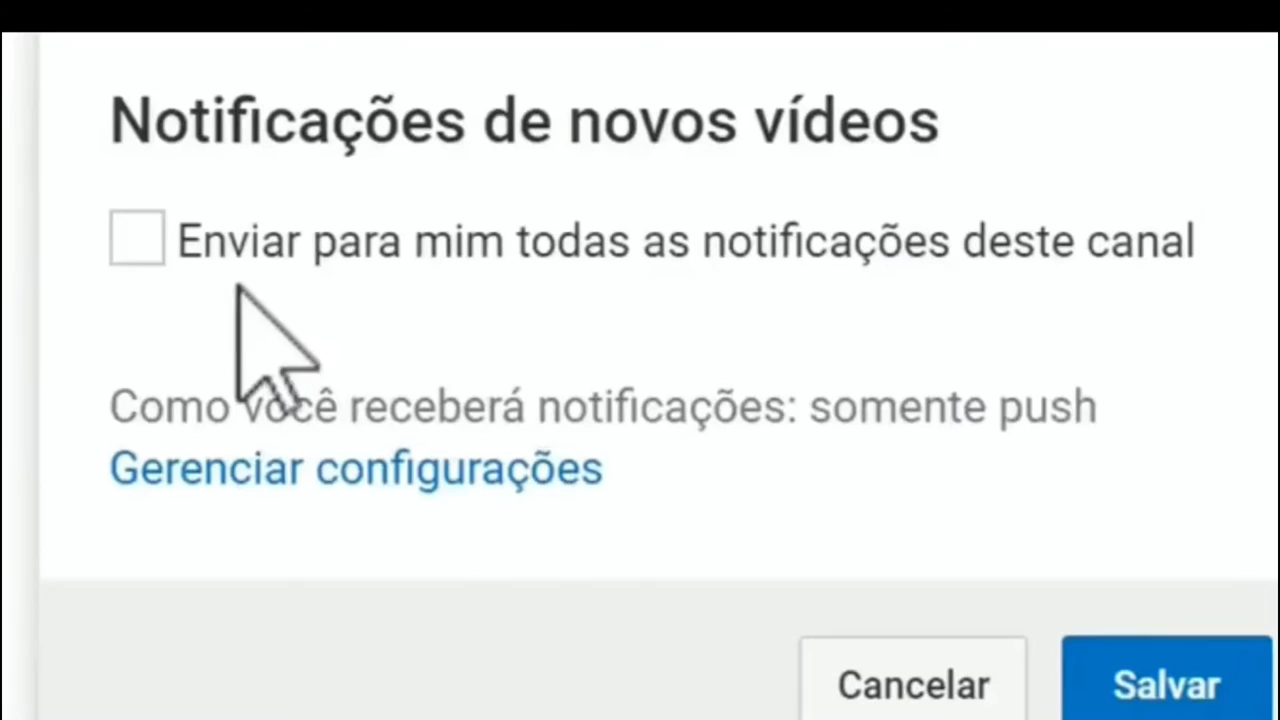 Notificações de novos vídeos
Enviar para mim todas as notificações deste canal
Como você receberá notificações: somente push
Gerenciar configurações
Cancelar
Salvar